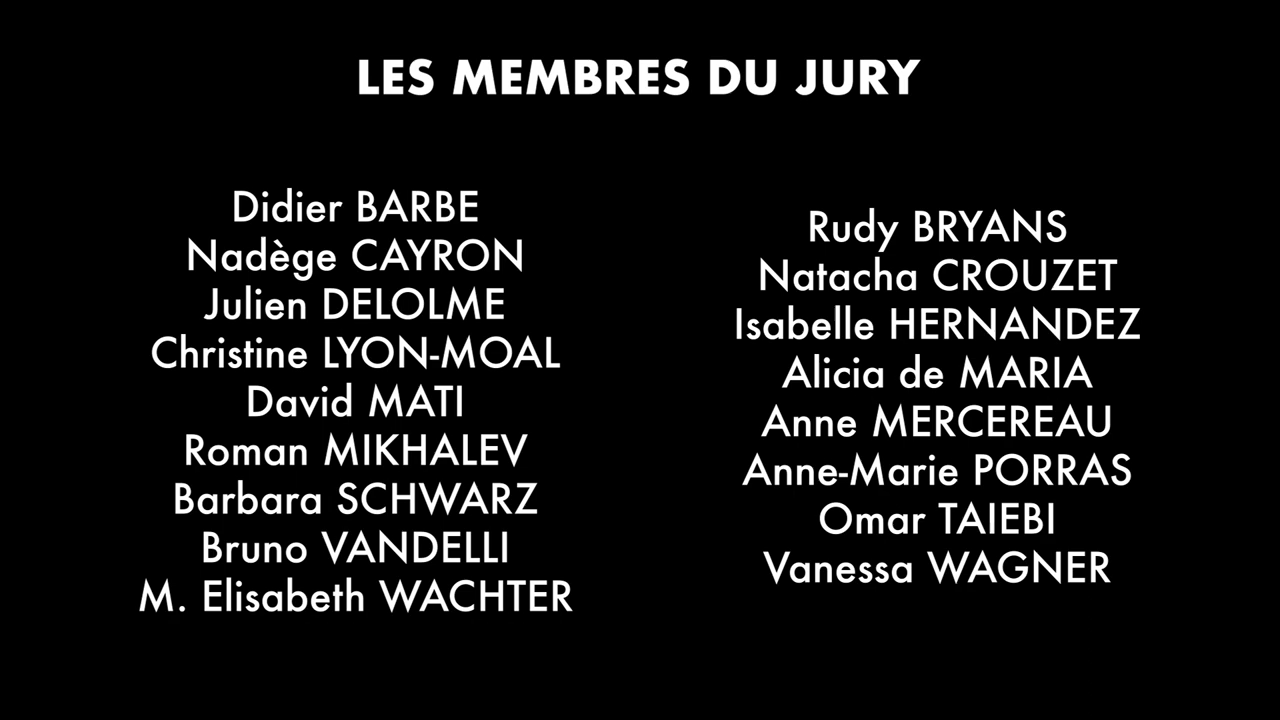 LES MEMBRES DU JURY
Didier BARBE
Nadège CAYRON
Julien DELOLME
Christine LYON-MOAL
David MATI
Roman MIKHALEV
Barbara SCHWARZ
Bruno VANDELLI
M. Elisabeth WACHTER
Rudy BRYANS
Natacha CROUZET
Isabelle HERNANDEZ
Alicia de MARIA
Anne MERCEREAU
Anne-Marie PORRAS
Omar TAIEBI
Vanessa WAGNER